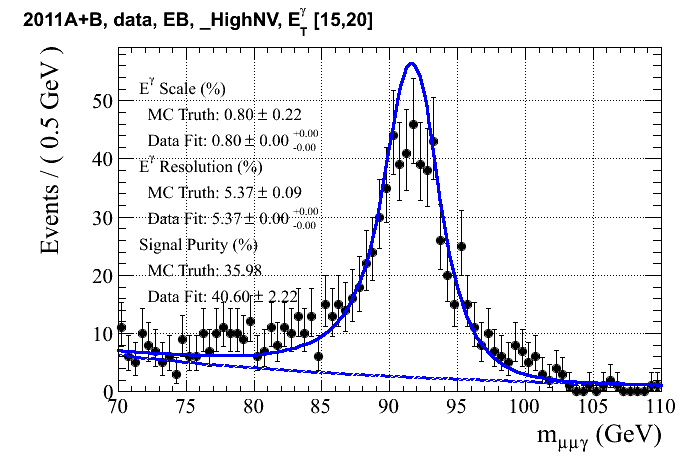 2011A+B, data, EB, _HighNV, E_T^γ [15,20]
Events / ( 0.5 GeV )
E^γ Scale (%)
MC Truth: 0.80 ± 0.22
Data Fit: 0.80 ± 0.00 +0.00 -0.00
E^γ Resolution (%)
MC Truth: 5.37 ± 0.09
Data Fit: 5.37 ± 0.00 +0.00 -0.00
Signal Purity (%)
MC Truth: 35.98
Data Fit: 40.60 ± 2.22
50
40
30
20
10
0
70 75 80 85 90 95 100 105 110
m_μμγ (GeV)